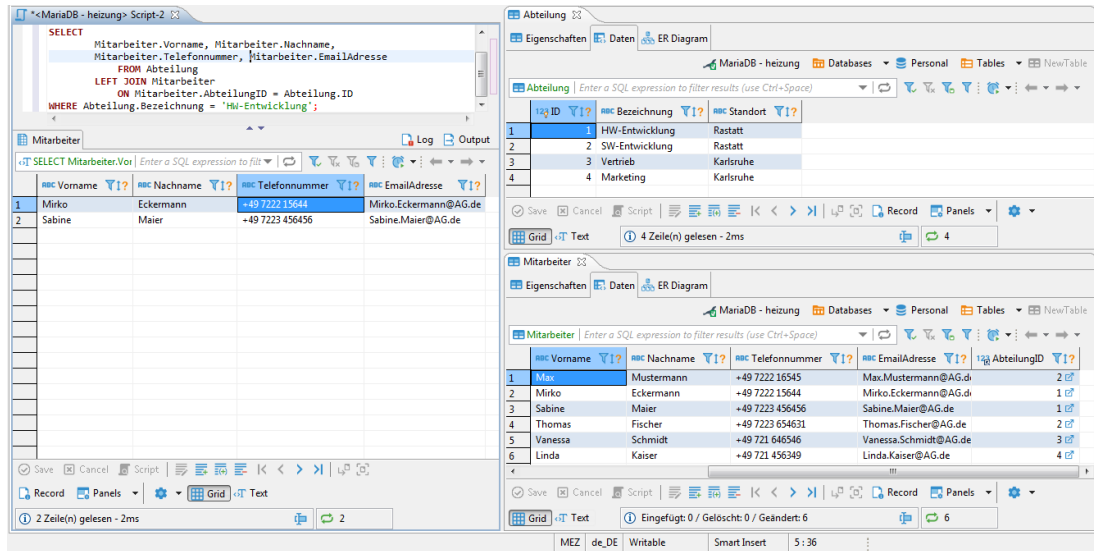 *<MariaDB - heizung> Script-2
SELECT
Mitarbeiter.Vorname, Mitarbeiter.Nachname,
Mitarbeiter.Telefonnummer, Mitarbeiter.EmailAdresse
FROM Abteilung
LEFT JOIN Mitarbeiter
ON Mitarbeiter.AbteilungID = Abteilung.ID
WHERE Abteilung.Bezeichnung = 'HW-Entwicklung';
Mitarbeiter Log Output
SELECT Mitarbeiter.Vor Enter a SQL expression to filt
ABC Vorname ABC Nachname ABC Telefonnummer ABC EmailAdresse
1 Mirko Eckermann +49 7222 15644 Mirko.Eckermann@AG.de
2 Sabine Maier +49 7223 456456 Sabine.Maier@AG.de
Save Cancel Script
Record Panels Grid Text
2 Zeile(n) gelesen - 2ms 2
Abteilung
Eigenschaften Daten ER Diagram
MariaDB - heizung Databases Personal Tables NewTable
Abteilung Enter a SQL expression to filter results (use Ctrl+Space)
123 ID ABC Bezeichnung ABC Standort
1 1 HW-Entwicklung Rastatt
2 2 SW-Entwicklung Rastatt
3 3 Vertrieb Karlsruhe
4 4 Marketing Karlsruhe
Save Cancel Script Record Panels
Grid Text 4 Zeile(n) gelesen - 2ms 4
Mitarbeiter
Eigenschaften Daten ER Diagram
MariaDB - heizung Databases Personal Tables NewTable
Mitarbeiter Enter a SQL expression to filter results (use Ctrl+Space)
ABC Vorname ABC Nachname ABC Telefonnummer ABC EmailAdresse 123 AbteilungID
1 Max Mustermann +49 7222 16545 Max.Mustermann@AG.d 2
2 Mirko Eckermann +49 7222 15644 Mirko.Eckermann@AG.de 1
3 Sabine Maier +49 7223 456456 Sabine.Maier@AG.de 1
4 Thomas Fischer +49 7223 654631 Thomas.Fischer@AG.de 2
5 Vanessa Schmidt +49 721 646546 Vanessa.Schmidt@AG.de 3
6 Linda Kaiser +49 721 456349 Linda.Kaiser@AG.de 4
Save Cancel Script Record Panels
Grid Text Eingefügt: 0 / Gelöscht: 0 / Geändert: 6 6
MEZ de_DE Writable Smart Insert 5 : 36